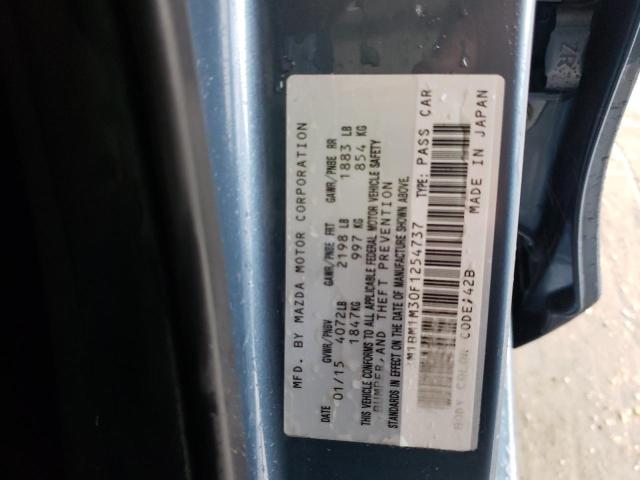 MFD. BY MAZDA MOTOR CORPORATION
DATE GVWR/PNBV GAWR/PNBE FRT GAWR/PNBE RR
01/15 4072LB 2198 LB 1883 LB
1847KG 997 KG 854 KG
THIS VEHICLE CONFORMS TO ALL APPLICABLE FEDERAL MOTOR VEHICLE SAFETY
,BUMPER,AND THEFT PREVENTION
STANDARDS IN EFFECT ON THE DATE OF MANUFACTURE SHOWN ABOVE.
JM1BM1M30F1254737 TYPE: PASS CAR
BODY COLOR CODE;42B MADE IN JAPAN